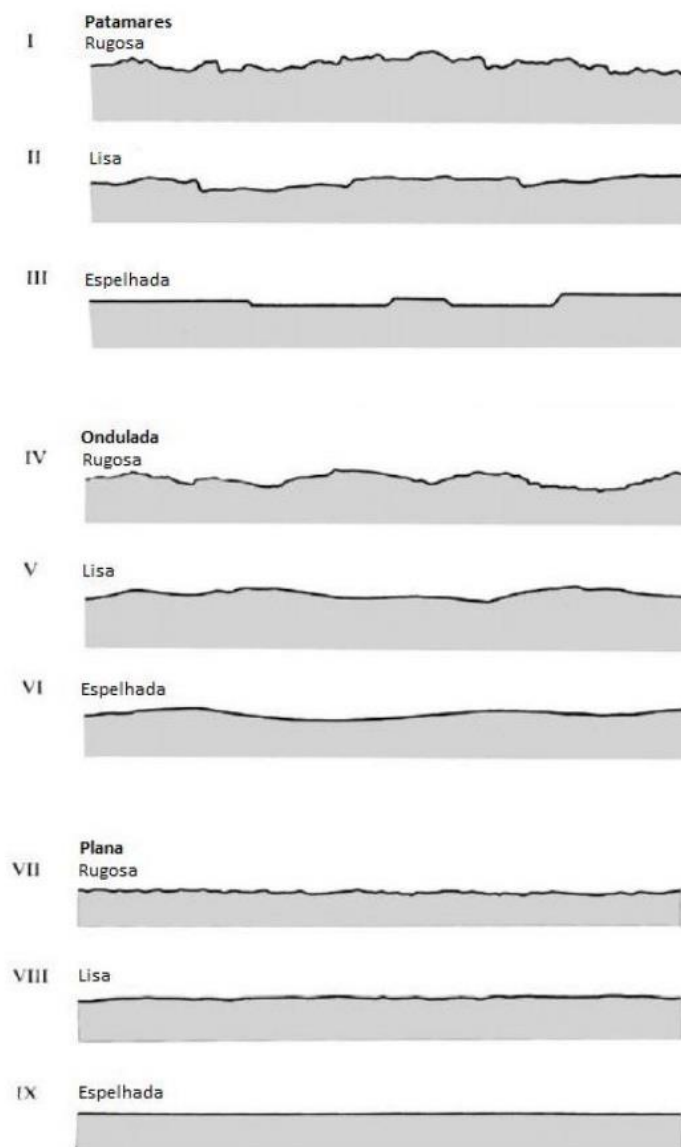 Patamares
I Rugosa
II Lisa
III Espelhada
Ondulada
IV Rugosa
V Lisa
VI Espelhada
Plana
VII Rugosa
VIII Lisa
IX Espelhada